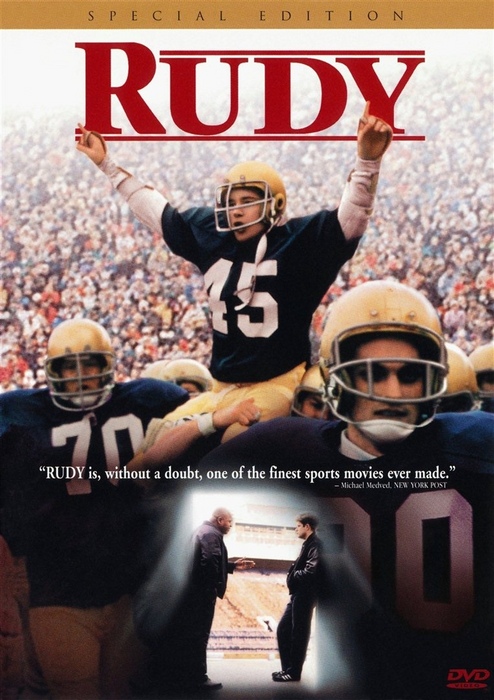 SPECIAL EDITION
RUDY
45
70
"RUDY is, without a doubt, one of the finest sports movies ever made."
– Michael Medved, NEW YORK POST
DVD
VIDEO